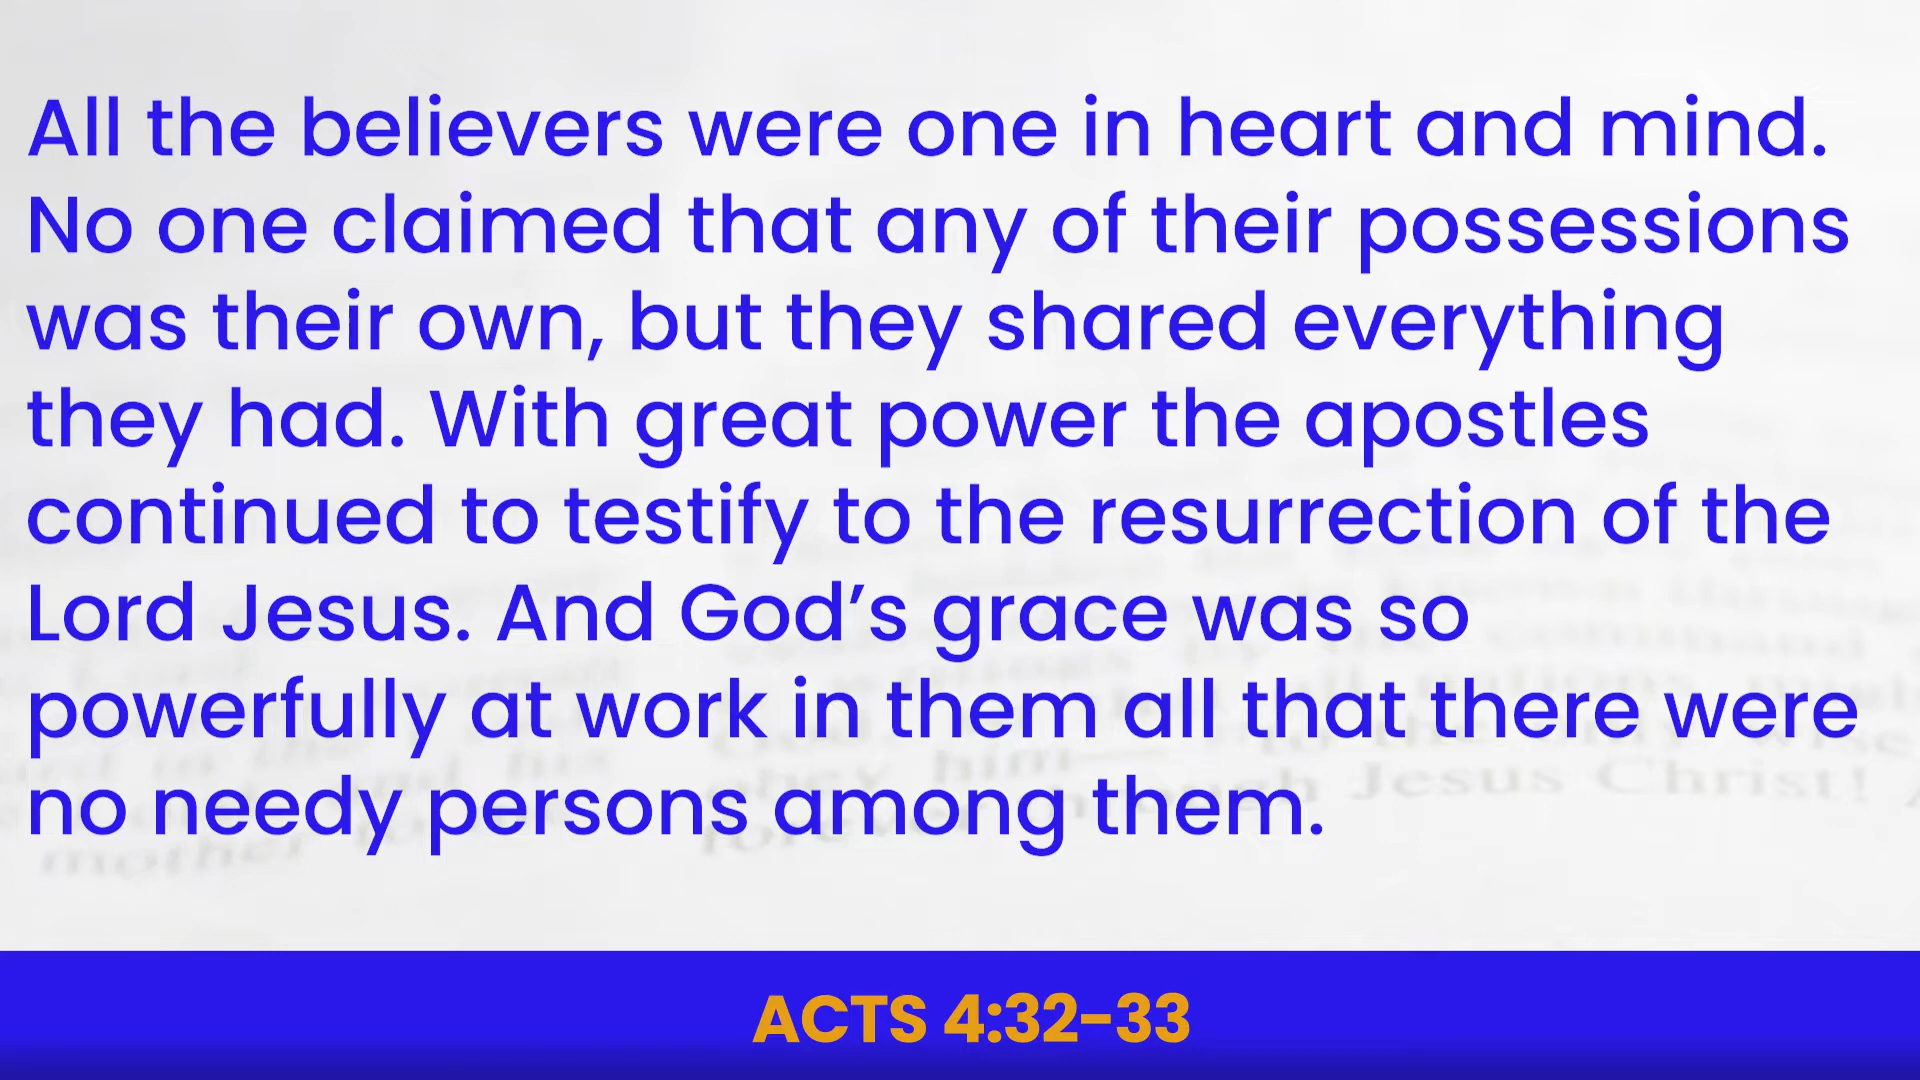 All the believers were one in heart and mind.
No one claimed that any of their possessions
was their own, but they shared everything
they had. With great power the apostles
continued to testify to the resurrection of the
Lord Jesus. And God’s grace was so
powerfully at work in them all that there were
no needy persons among them.
ACTS 4:32–33